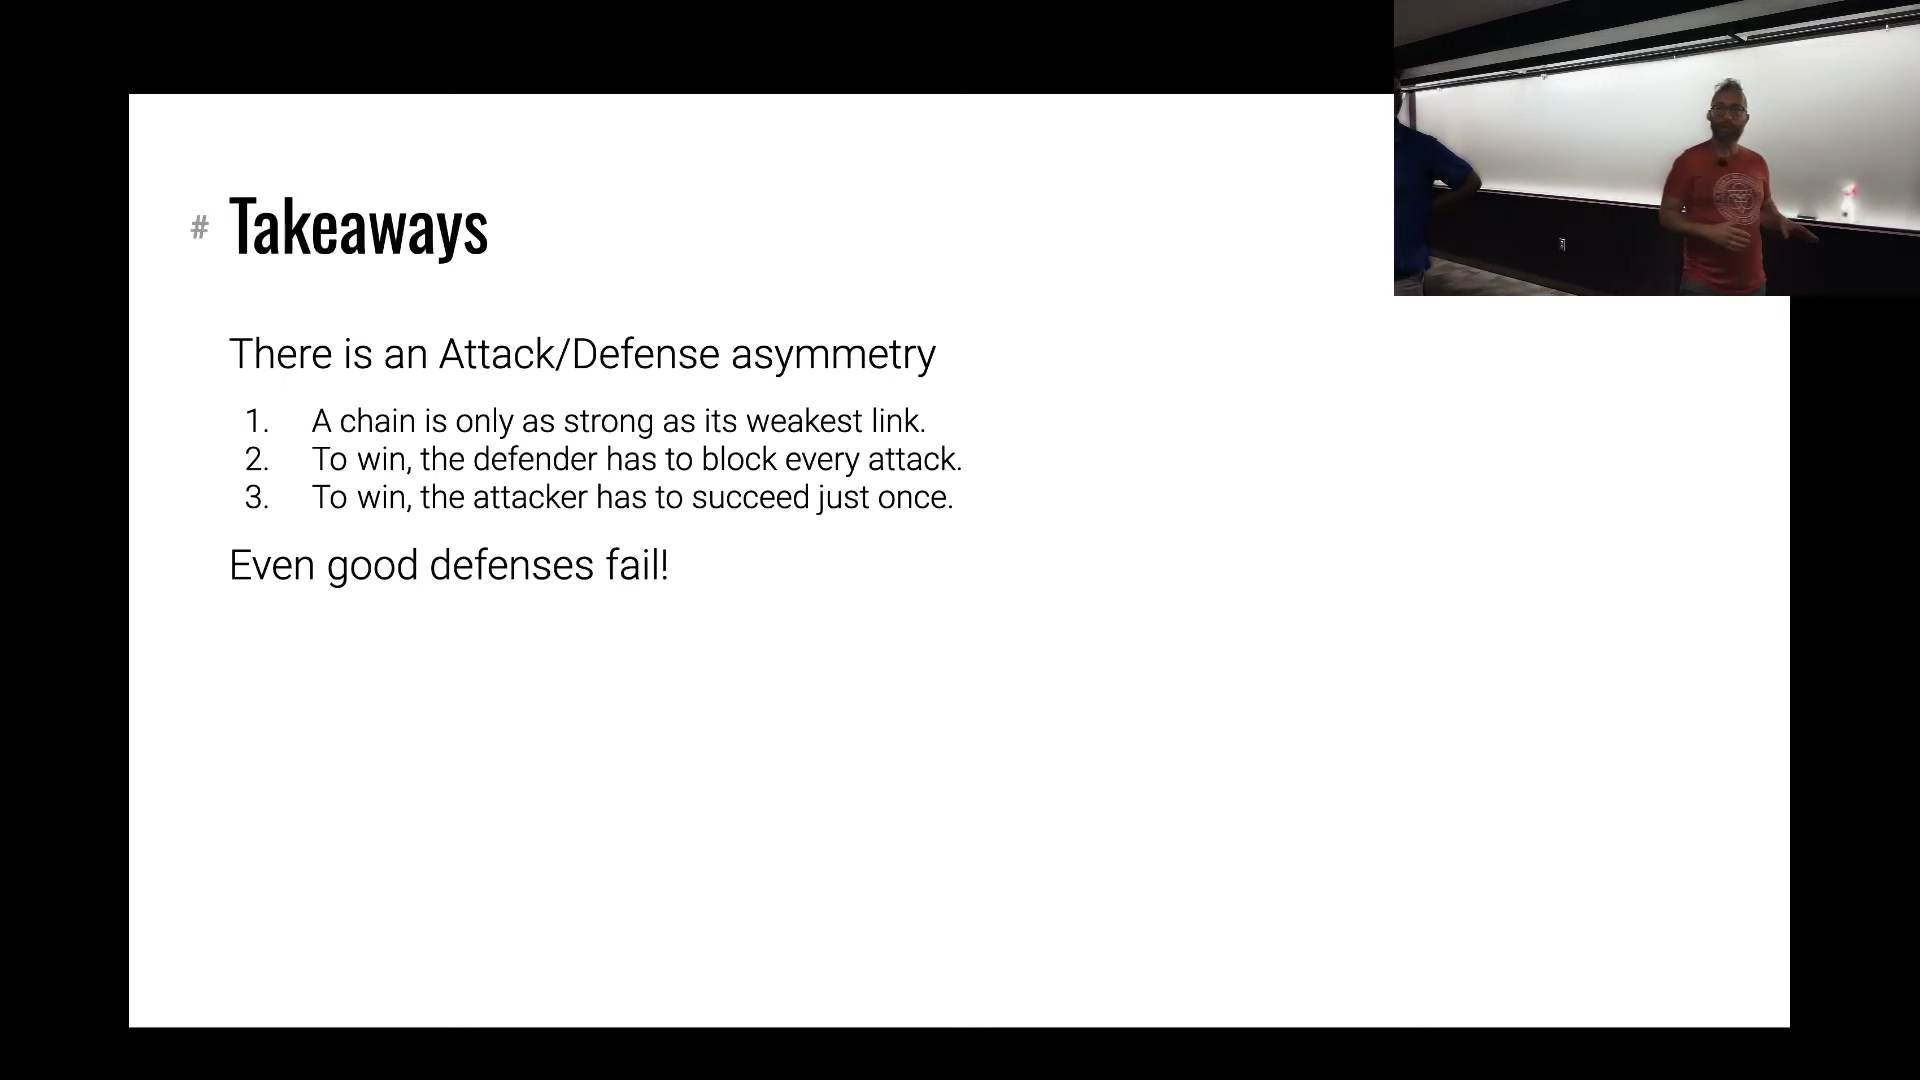 # Takeaways
There is an Attack/Defense asymmetry
1. A chain is only as strong as its weakest link.
2. To win, the defender has to block every attack.
3. To win, the attacker has to succeed just once.
Even good defenses fail!